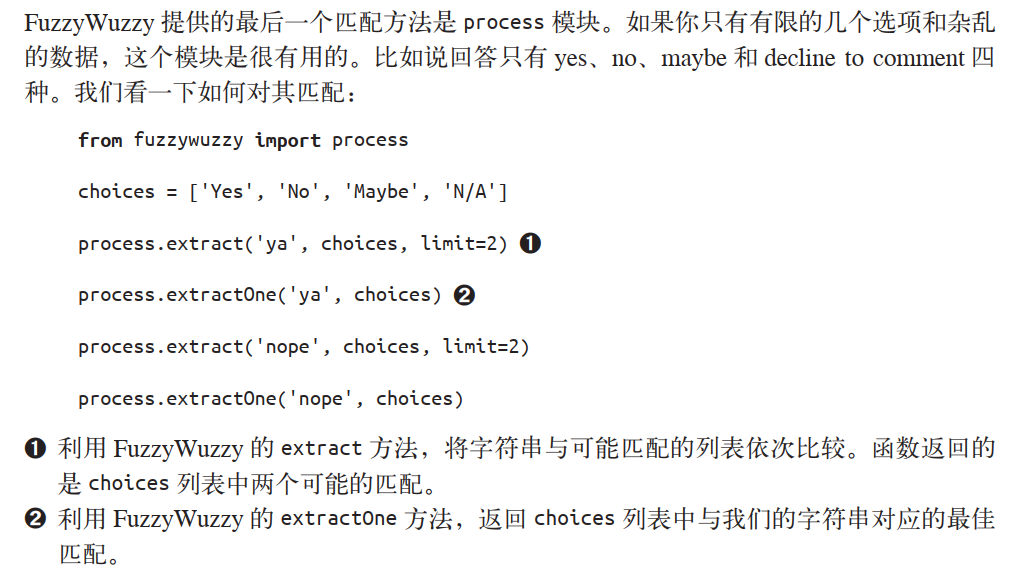 FuzzyWuzzy 提供的最后一个匹配方法是 process 模块。如果你只有有限的几个选项和杂乱
的数据，这个模块是很有用的。比如说回答只有 yes、no、maybe 和 decline to comment 四
种。我们看一下如何对其匹配：
from fuzzywuzzy import process
choices = ['Yes', 'No', 'Maybe', 'N/A']
process.extract('ya', choices, limit=2) ❶
process.extractOne('ya', choices) ❷
process.extract('nope', choices, limit=2)
process.extractOne('nope', choices)
❶ 利用 FuzzyWuzzy 的 extract 方法，将字符串与可能匹配的列表依次比较。函数返回的
是 choices 列表中两个可能的匹配。
❷ 利用 FuzzyWuzzy 的 extractOne 方法，返回 choices 列表中与我们的字符串对应的最佳
匹配。